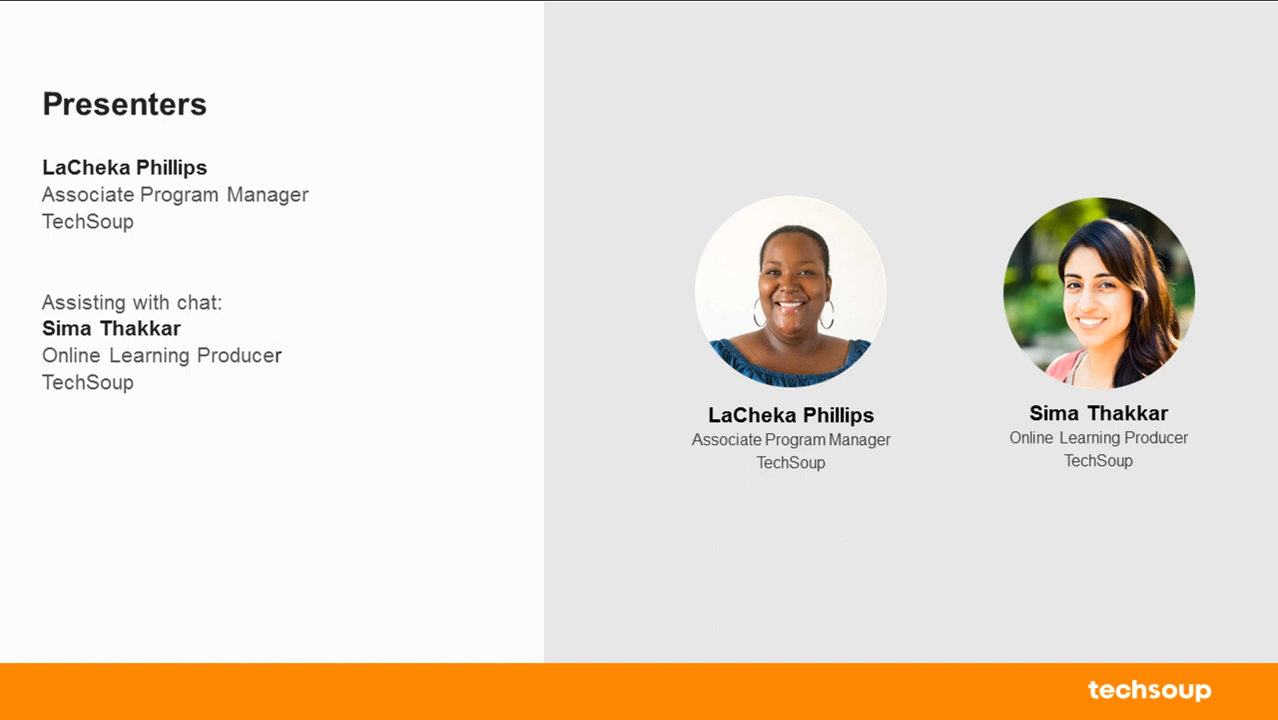 Presenters
LaCheka Phillips
Associate Program Manager
TechSoup
Assisting with chat:
Sima Thakkar
Online Learning Producer
TechSoup
LaCheka Phillips
Associate Program Manager
TechSoup
Sima Thakkar
Online Learning Producer
TechSoup
techsoup